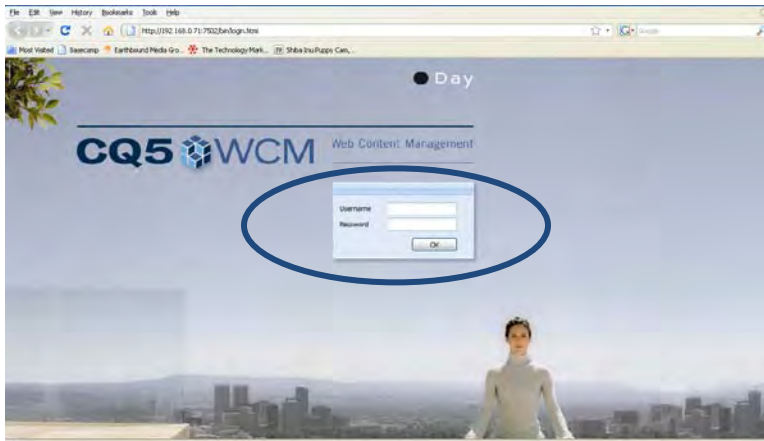 File Edit View History Bookmarks Tools Help
http://192.168.0.71:7502/bin/login.html
Google
Most Visited Basecamp Earthbound Media Gro... The Technology Mark... Shiba Inu Puppy Cam,...
Day
CQ5 WCM Web Content Management
Username
Password
OK